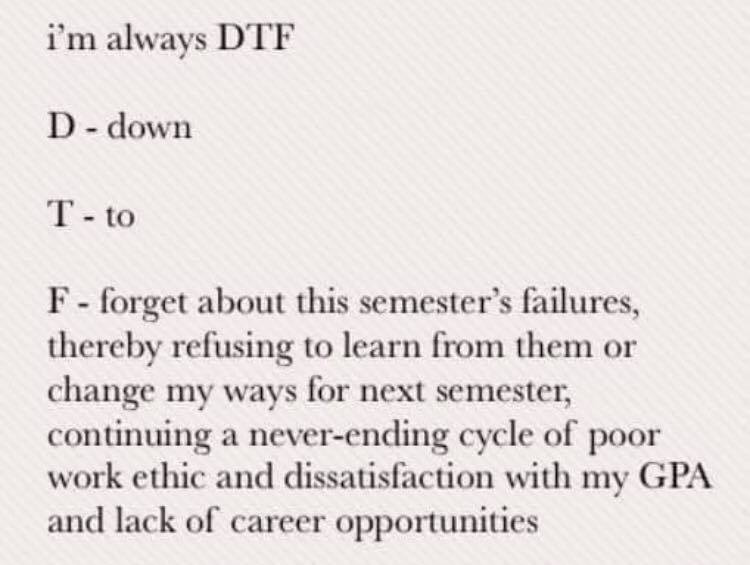 i'm always DTF
D - down
T - to
F - forget about this semester's failures,
thereby refusing to learn from them or
change my ways for next semester,
continuing a never-ending cycle of poor
work ethic and dissatisfaction with my GPA
and lack of career opportunities